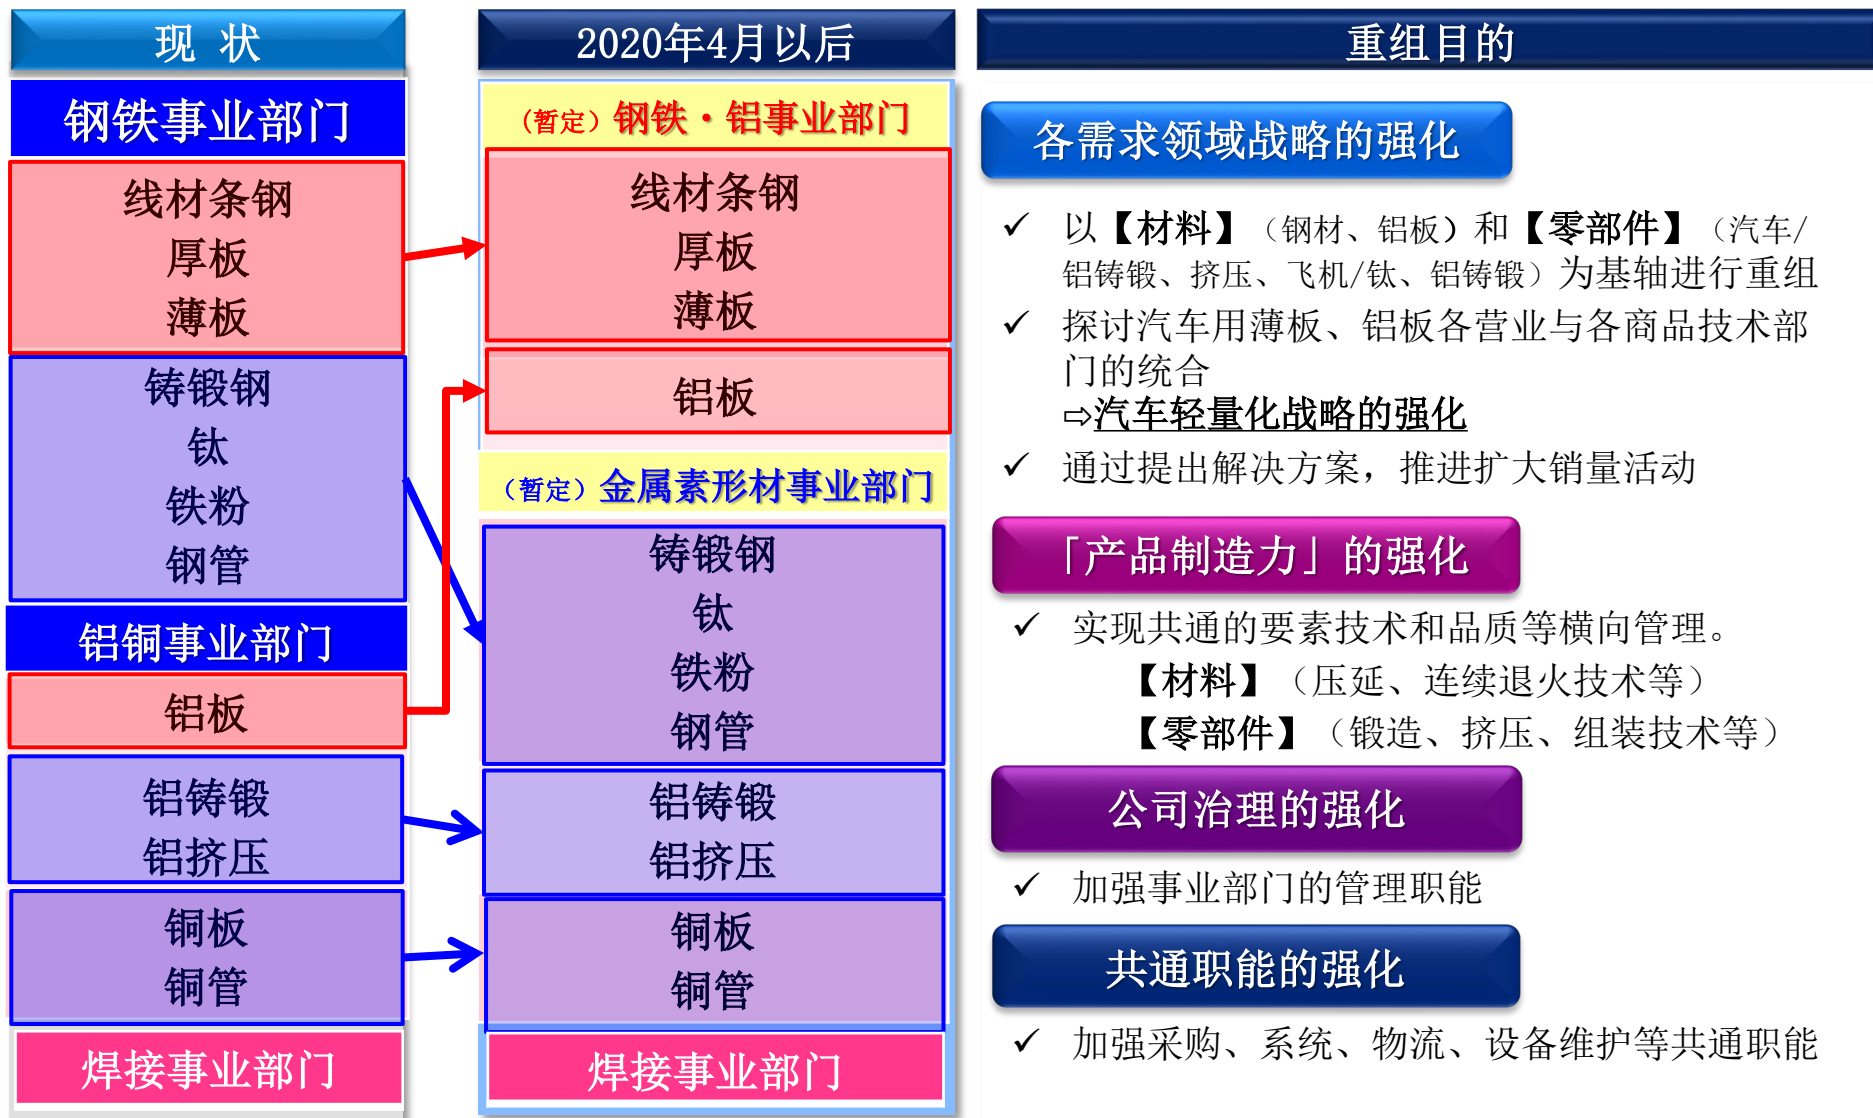 现 状
钢铁事业部门
线材条钢
厚板
薄板
铸锻钢
钛
铁粉
钢管
铝铜事业部门
铝板
铝铸锻
铝挤压
铜板
铜管
焊接事业部门
2020年4月以后
（暂定）钢铁・铝事业部门
线材条钢
厚板
薄板
铝板
（暂定）金属素形材事业部门
铸锻钢
钛
铁粉
钢管
铝铸锻
铝挤压
铜板
铜管
焊接事业部门
重组目的
各需求领域战略的强化
✓ 以【材料】（钢材、铝板）和【零部件】（汽车/
铝铸锻、挤压、飞机/钛、铝铸锻）为基轴进行重组
✓ 探讨汽车用薄板、铝板各营业与各商品技术部
门的统合
⇨汽车轻量化战略的强化
✓ 通过提出解决方案，推进扩大销量活动
「产品制造力」的强化
✓ 实现共通的要素技术和品质等横向管理。
【材料】（压延、连续退火技术等）
【零部件】（锻造、挤压、组装技术等）
公司治理的强化
✓ 加强事业部门的管理职能
共通职能的强化
✓ 加强采购、系统、物流、设备维护等共通职能